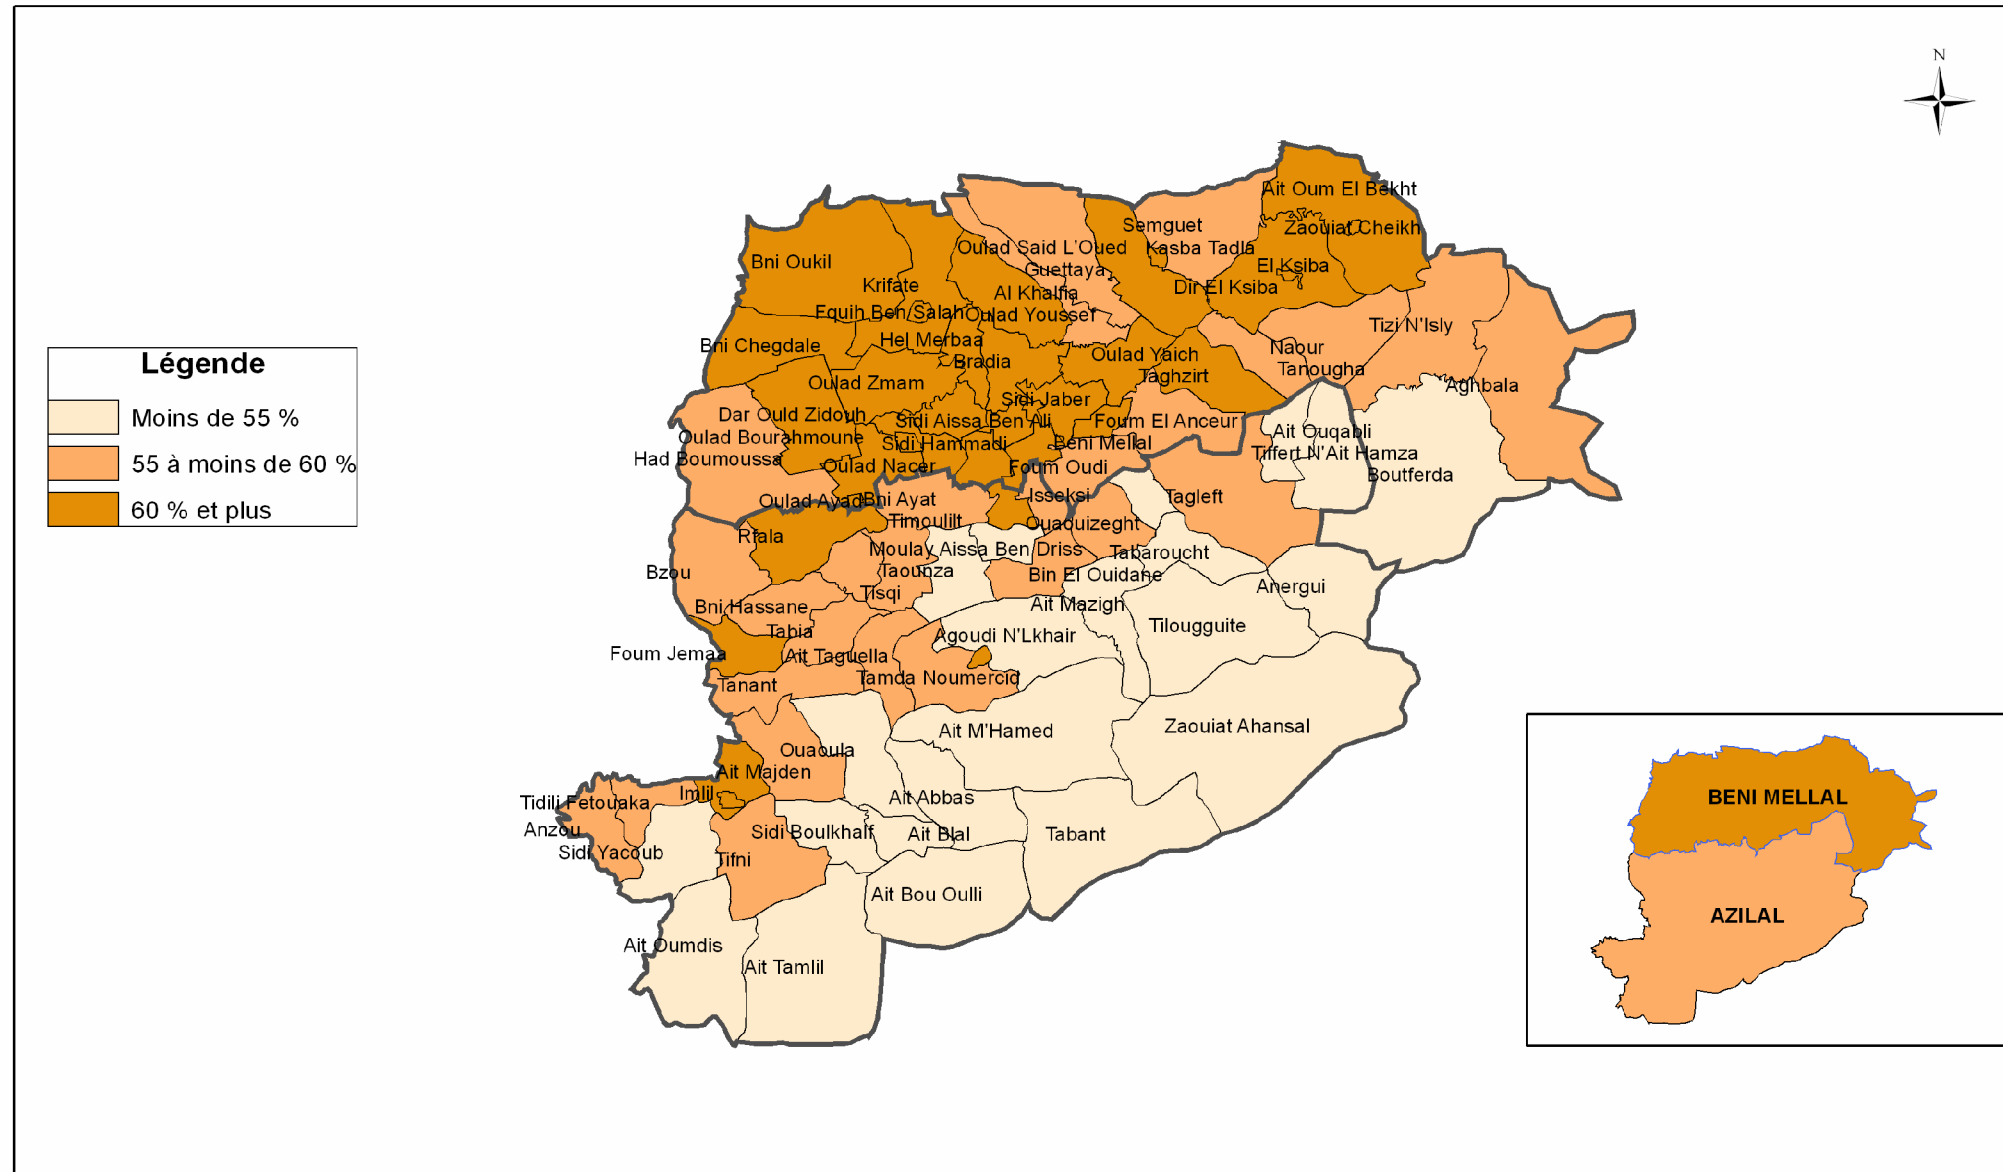 N
Ait Oum El Bekht
Semguet
Zaouiat Cheikh
Oulad Said L'Oued
Kasba Tadla
Bni Oukil
El Ksiba
Guettaya
Krifate
Dir El Ksiba
Al Khalfia
Fquih Ben Salah
Oulad Youssef
Tizi N'Isly
Hel Merbaa
Bni Chegdale
Naour
Oulad Yaich
Bradia
Tanougha
Taghzirt
Oulad Zmam
Aghbala
Sidi Jaber
Dar Ould Zidouh
Sidi Aissa Ben Ali
Foum El Anceur
Ait Ouqabli
Oulad Bourahmoune
Sidi Hammadi
Beni Mellal
Tiffert N'Ait Hamza
Had Boumoussa
Oulad Nacer
Foum Oudi
Boutferda
Oulad Ayad
Bni Ayat
Isseksi
Tagleft
Timoulilt
Ouaouizeght
Rfala
Moulay Aissa Ben Driss
Tabaroucht
Bzou
Taounza
Bin El Ouidane
Anergui
Tisqi
Bni Hassane
Ait Mazigh
Tilougguite
Tabia
Agoudi N'Lkhair
Foum Jemaa
Ait Taguella
Tanant
Tamda Noumercid
Zaouiat Ahansal
Ait M'Hamed
Ouaoula
Ait Majden
Imlil
Ait Abbas
Tidili Fetouaka
Anzou
Sidi Boulkhalf
Ait Blal
Tabant
Sidi Yacoub
Tifni
Ait Bou Oulli
Ait Oumdis
Ait Tamlil
Légende
Moins de 55 %
55 à moins de 60 %
60 % et plus
BENI MELLAL
AZILAL